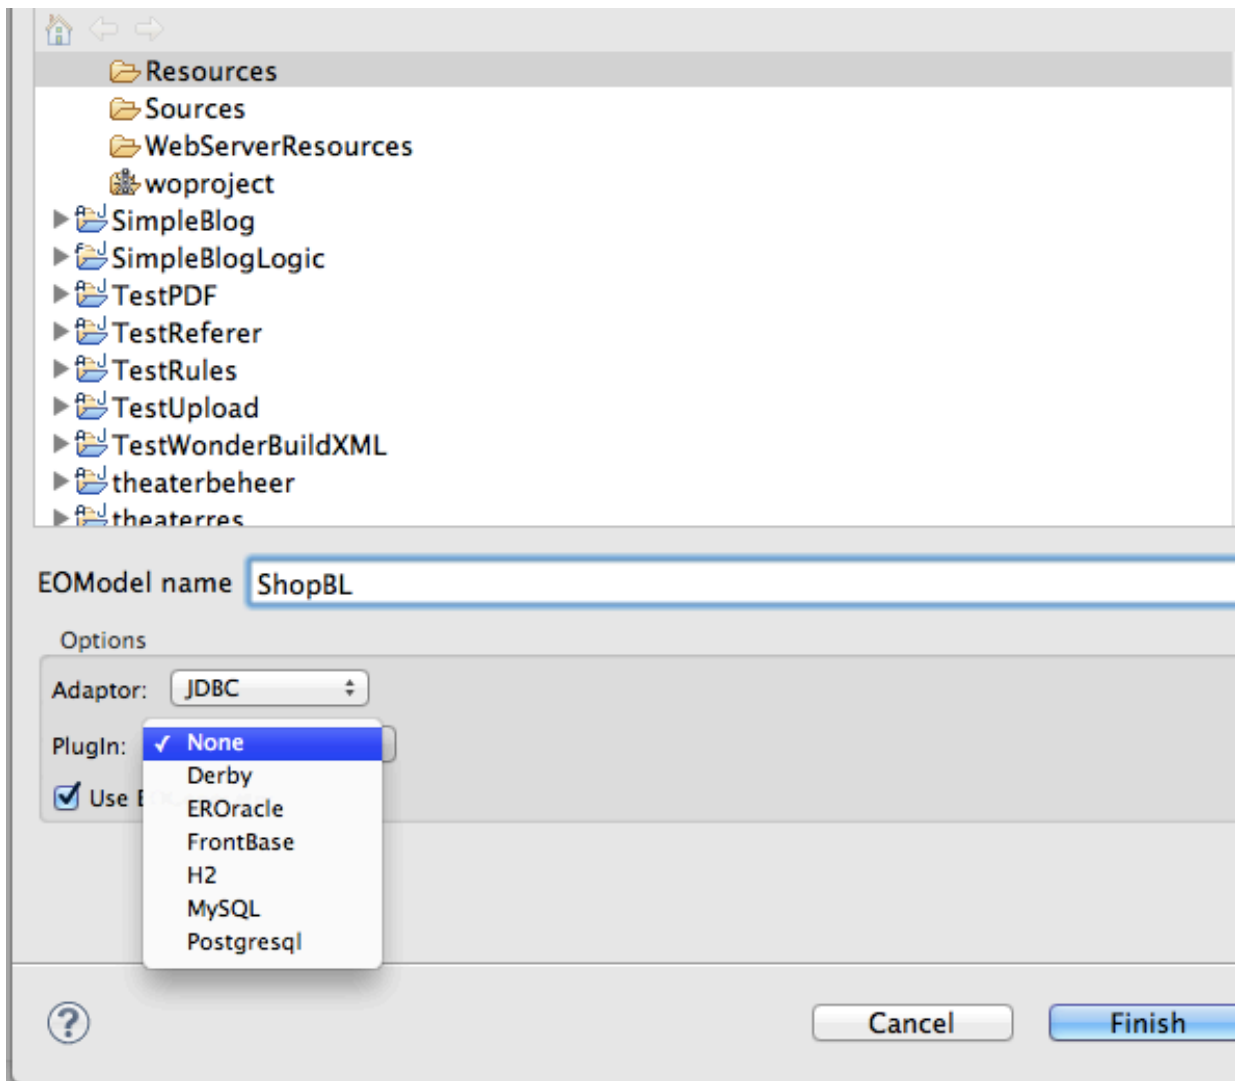 Resources
Sources
WebServerResources
woproject
SimpleBlog
SimpleBlogLogic
TestPDF
TestReferer
TestRules
TestUpload
TestWonderBuildXML
theaterbeheer
theaterres
EOModel name ShopBL
Options
Adaptor: JDBC
PlugIn: None
Derby
Use
EROracle
FrontBase
H2
MySQL
Postgresql
Cancel Finish